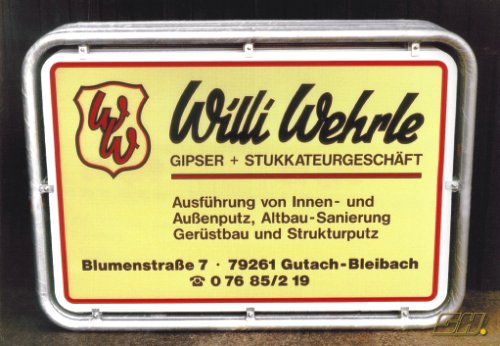 WW
Willi Wehrle
GIPSER + STUKKATEURGESCHÄFT
Ausführung von Innen- und
Außenputz, Altbau-Sanierung
Gerüstbau und Strukturputz
Blumenstraße 7 · 79261 Gutach-Bleibach
☎ 0 76 85/2 19